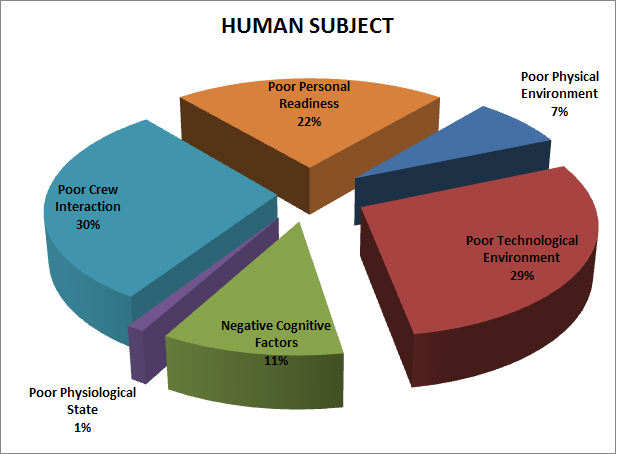 HUMAN SUBJECT
Poor Personal
Readiness
22%
Poor Physical
Environment
7%
Poor Crew
Interaction
30%
Poor Technological
Environment
29%
Negative Cognitive
Factors
11%
Poor Physiological
State
1%